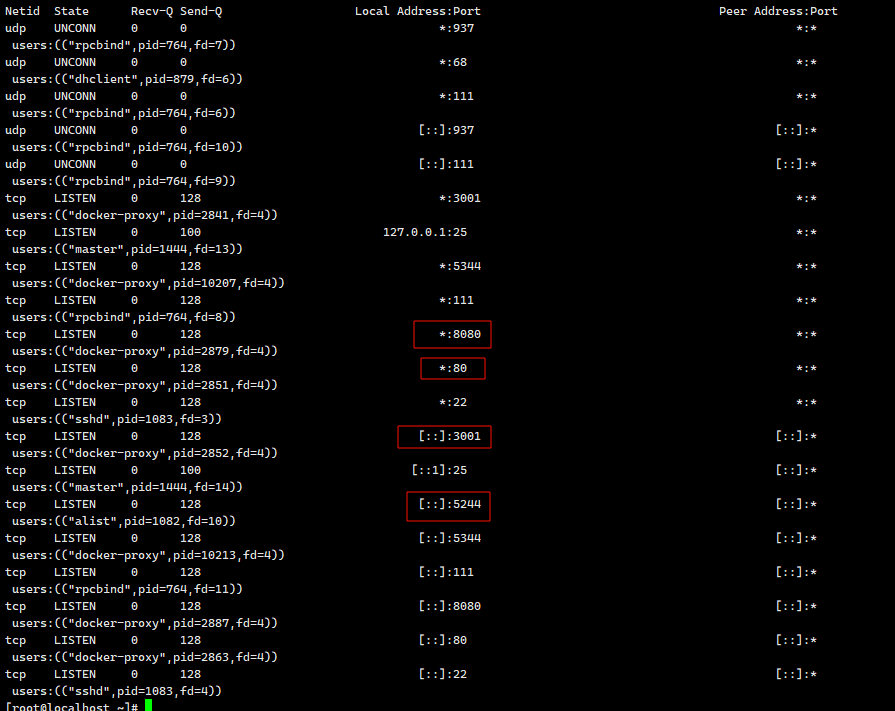 Netid State Recv-Q Send-Q Local Address:Port Peer Address:Port
udp UNCONN 0 0 *:937 *:*
users:(("rpcbind",pid=764,fd=7))
udp UNCONN 0 0 *:68 *:*
users:(("dhclient",pid=879,fd=6))
udp UNCONN 0 0 *:111 *:*
users:(("rpcbind",pid=764,fd=6))
udp UNCONN 0 0 [::]:937 [::]:*
users:(("rpcbind",pid=764,fd=10))
udp UNCONN 0 0 [::]:111 [::]:*
users:(("rpcbind",pid=764,fd=9))
tcp LISTEN 0 128 *:3001 *:*
users:(("docker-proxy",pid=2841,fd=4))
tcp LISTEN 0 100 127.0.0.1:25 *:*
users:(("master",pid=1444,fd=13))
tcp LISTEN 0 128 *:5344 *:*
users:(("docker-proxy",pid=10207,fd=4))
tcp LISTEN 0 128 *:111 *:*
users:(("rpcbind",pid=764,fd=8))
tcp LISTEN 0 128 *:8080 *:*
users:(("docker-proxy",pid=2879,fd=4))
tcp LISTEN 0 128 *:80 *:*
users:(("docker-proxy",pid=2851,fd=4))
tcp LISTEN 0 128 *:22 *:*
users:(("sshd",pid=1083,fd=3))
tcp LISTEN 0 128 [::]:3001 [::]:*
users:(("docker-proxy",pid=2852,fd=4))
tcp LISTEN 0 100 [::1]:25 [::]:*
users:(("master",pid=1444,fd=14))
tcp LISTEN 0 128 [::]:5244 [::]:*
users:(("alist",pid=1082,fd=10))
tcp LISTEN 0 128 [::]:5344 [::]:*
users:(("docker-proxy",pid=10213,fd=4))
tcp LISTEN 0 128 [::]:111 [::]:*
users:(("rpcbind",pid=764,fd=11))
tcp LISTEN 0 128 [::]:8080 [::]:*
users:(("docker-proxy",pid=2887,fd=4))
tcp LISTEN 0 128 [::]:80 [::]:*
users:(("docker-proxy",pid=2863,fd=4))
tcp LISTEN 0 128 [::]:22 [::]:*
users:(("sshd",pid=1083,fd=4))
[root@localhost ~]#